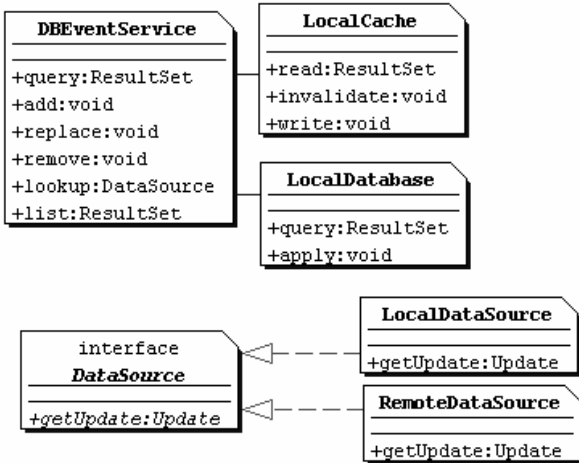 DBEventService
+query:ResultSet
+add:void
+replace:void
+remove:void
+lookup:DataSource
+list:ResultSet
LocalCache
+read:ResultSet
+invalidate:void
+write:void
LocalDatabase
+query:ResultSet
+apply:void
interface
DataSource
+getUpdate:Update
LocalDataSource
+getUpdate:Update
RemoteDataSource
+getUpdate:Update